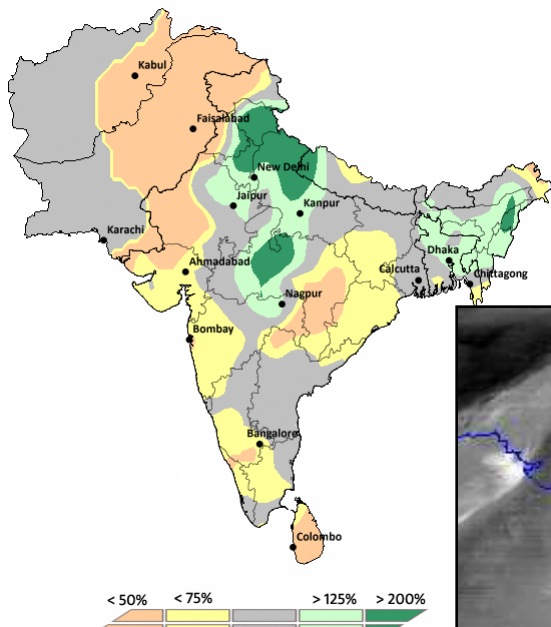 Kabul
Faisalabad
New Delhi
Jaipur
Kanpur
Karachi
Dhaka
Ahmadabad
Calcutta
Chittagong
Nagpur
Bombay
Bangalore
Colombo
< 50% < 75% > 125% > 200%